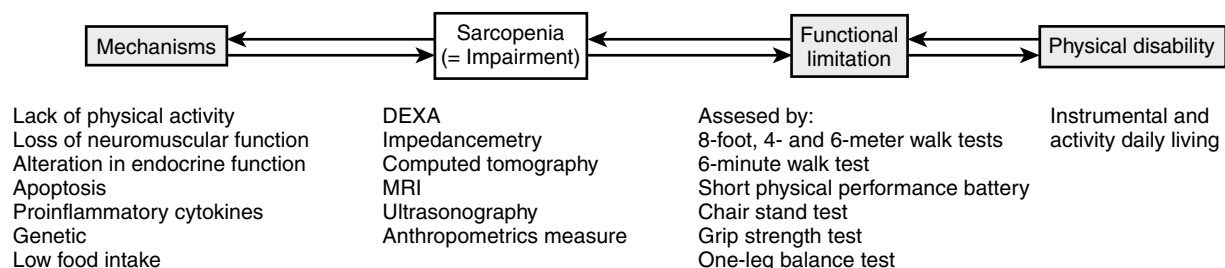 Mechanisms
Sarcopenia
(= Impairment)
Functional
limitation
Physical disability
Lack of physical activity
Loss of neuromuscular function
Alteration in endocrine function
Apoptosis
Proinflammatory cytokines
Genetic
Low food intake
DEXA
Impedancemetry
Computed tomography
MRI
Ultrasonography
Anthropometrics measure
Assesed by:
8-foot, 4- and 6-meter walk tests
6-minute walk test
Short physical performance battery
Chair stand test
Grip strength test
One-leg balance test
Instrumental and
activity daily living